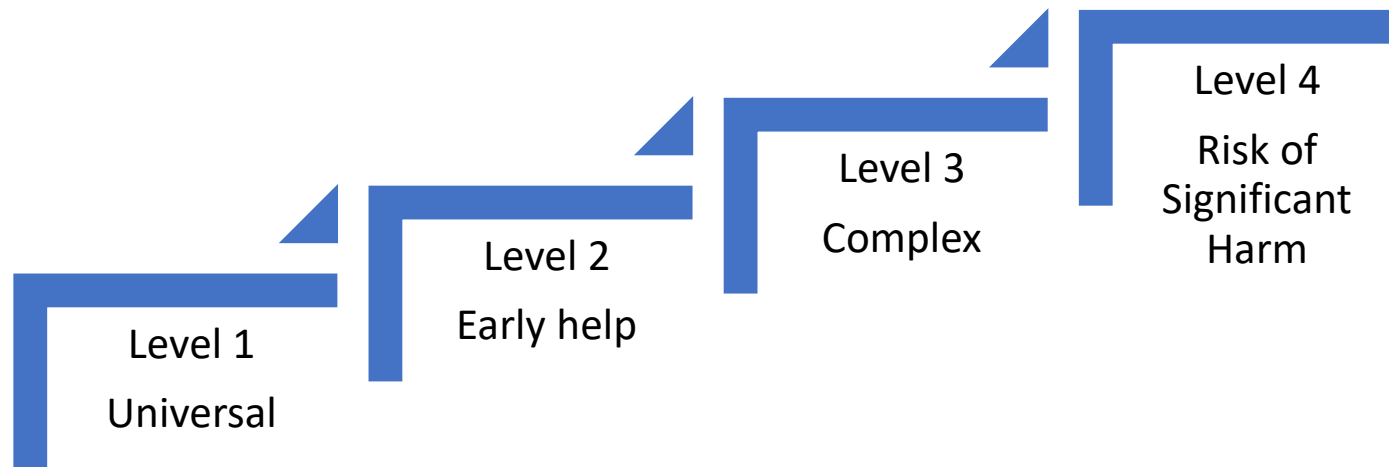 Level 1
Universal
Level 2
Early help
Level 3
Complex
Level 4
Risk of
Significant
Harm